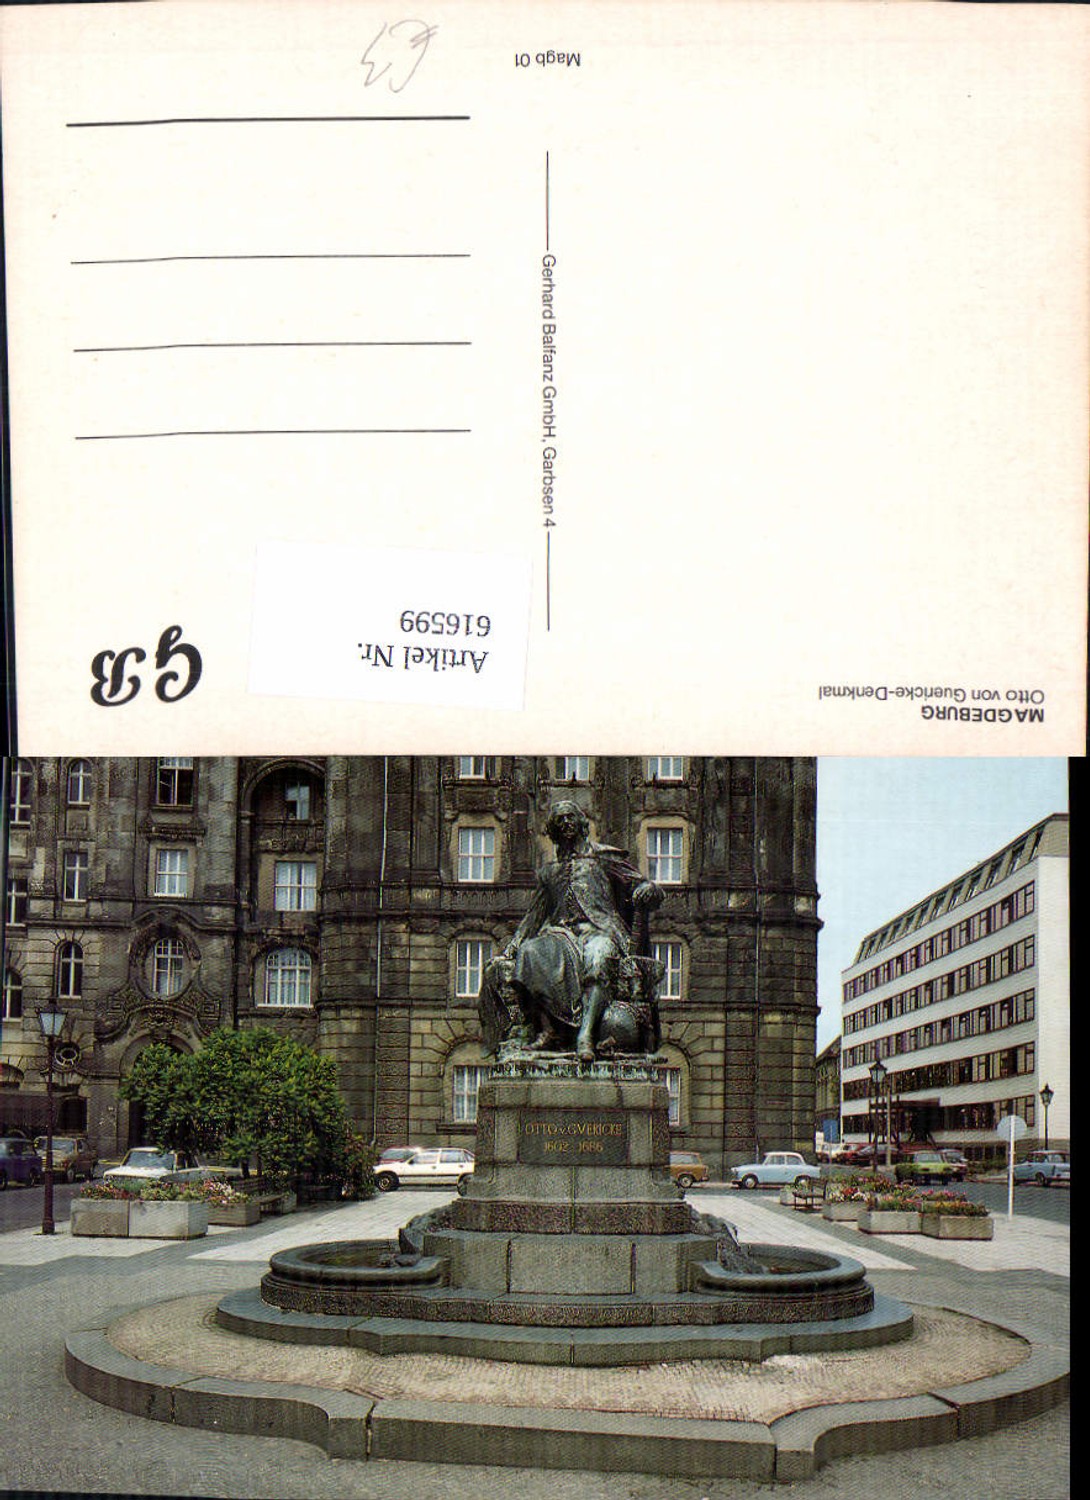 MAGDEBURG
Otto von Guericke-Denkmal
Artikel Nr.
616599
GB
Gerhard Balfanz GmbH, Garbsen 4
Magb 01
OTTO v. GVERICKE
1602 1686